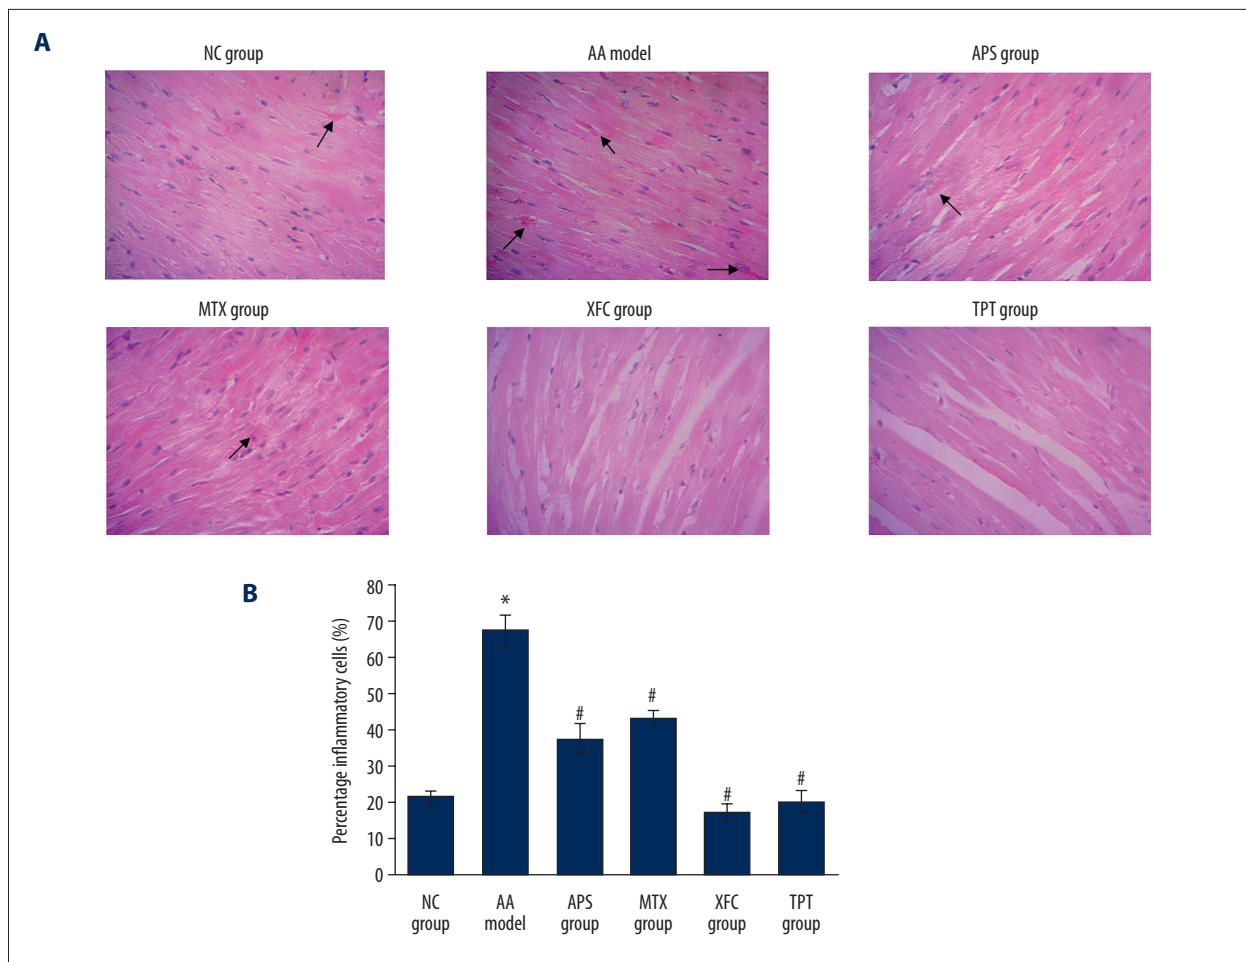 A
NC group
AA model
APS group
MTX group
XFC group
TPT group
B
Percentage inflammatory cells (%)
80
70
60
50
40
30
20
10
0
*
#
#
#
#
NC group
AA model
APS group
MTX group
XFC group
TPT group